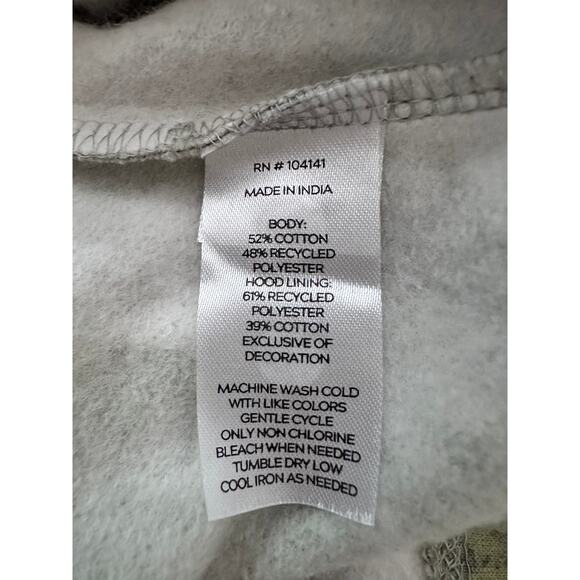 RN # 104141
MADE IN INDIA
BODY:
52% COTTON
48% RECYCLED
POLYESTER
HOOD LINING:
61% RECYCLED
POLYESTER
39% COTTON
EXCLUSIVE OF
DECORATION
MACHINE WASH COLD
WITH LIKE COLORS
GENTLE CYCLE
ONLY NON CHLORINE
BLEACH WHEN NEEDED
TUMBLE DRY LOW
COOL IRON AS NEEDED